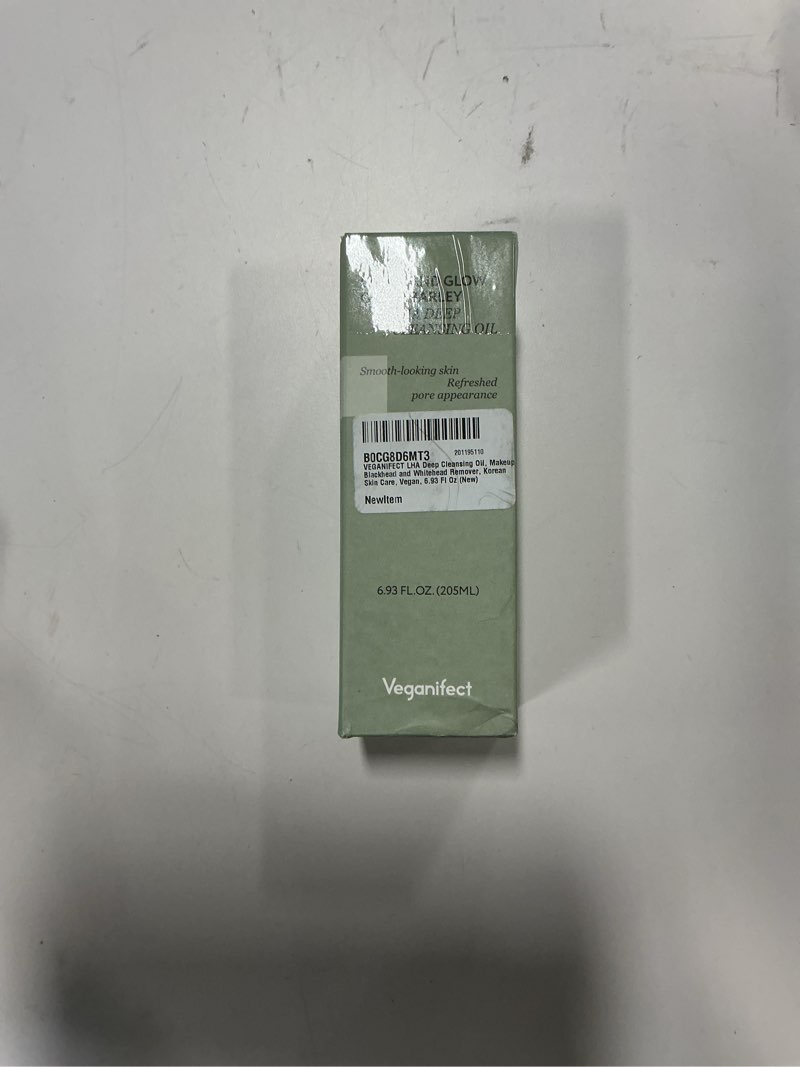 ND GLOW
ARLEY
DEEP
CLEANSING OIL
Smooth-looking skin
Refreshed
pore appearance
B0CG8D6MT3
201195110
VEGANIFECT LHA Deep Cleansing Oil, Makeup
Blackhead and Whitehead Remover, Korean
Skin Care, Vegan, 6.93 Fl Oz (New)
NewItem
6.93 FL.OZ. (205ML)
Veganifect